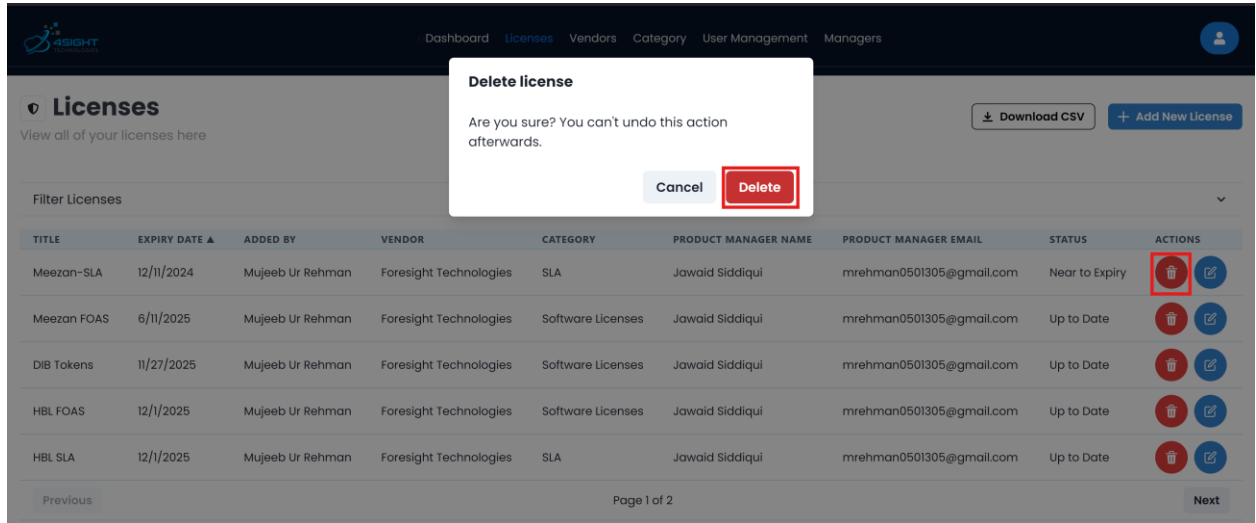 4SIGHT
TECHNOLOGIES
Dashboard Licenses Vendors Category User Management Managers
Delete license
Are you sure? You can't undo this action
afterwards.
Cancel Delete
Licenses
View all of your licenses here
Download CSV + Add New License
Filter Licenses
TITLE EXPIRY DATE ▲ ADDED BY VENDOR CATEGORY PRODUCT MANAGER NAME PRODUCT MANAGER EMAIL STATUS ACTIONS
Meezan-SLA 12/11/2024 Mujeeb Ur Rehman Foresight Technologies SLA Jawaid Siddiqui mrehman0501305@gmail.com Near to Expiry
Meezan FOAS 6/11/2025 Mujeeb Ur Rehman Foresight Technologies Software Licenses Jawaid Siddiqui mrehman0501305@gmail.com Up to Date
DIB Tokens 11/27/2025 Mujeeb Ur Rehman Foresight Technologies Software Licenses Jawaid Siddiqui mrehman0501305@gmail.com Up to Date
HBL FOAS 12/1/2025 Mujeeb Ur Rehman Foresight Technologies Software Licenses Jawaid Siddiqui mrehman0501305@gmail.com Up to Date
HBL SLA 12/1/2025 Mujeeb Ur Rehman Foresight Technologies SLA Jawaid Siddiqui mrehman0501305@gmail.com Up to Date
Previous Page 1 of 2 Next